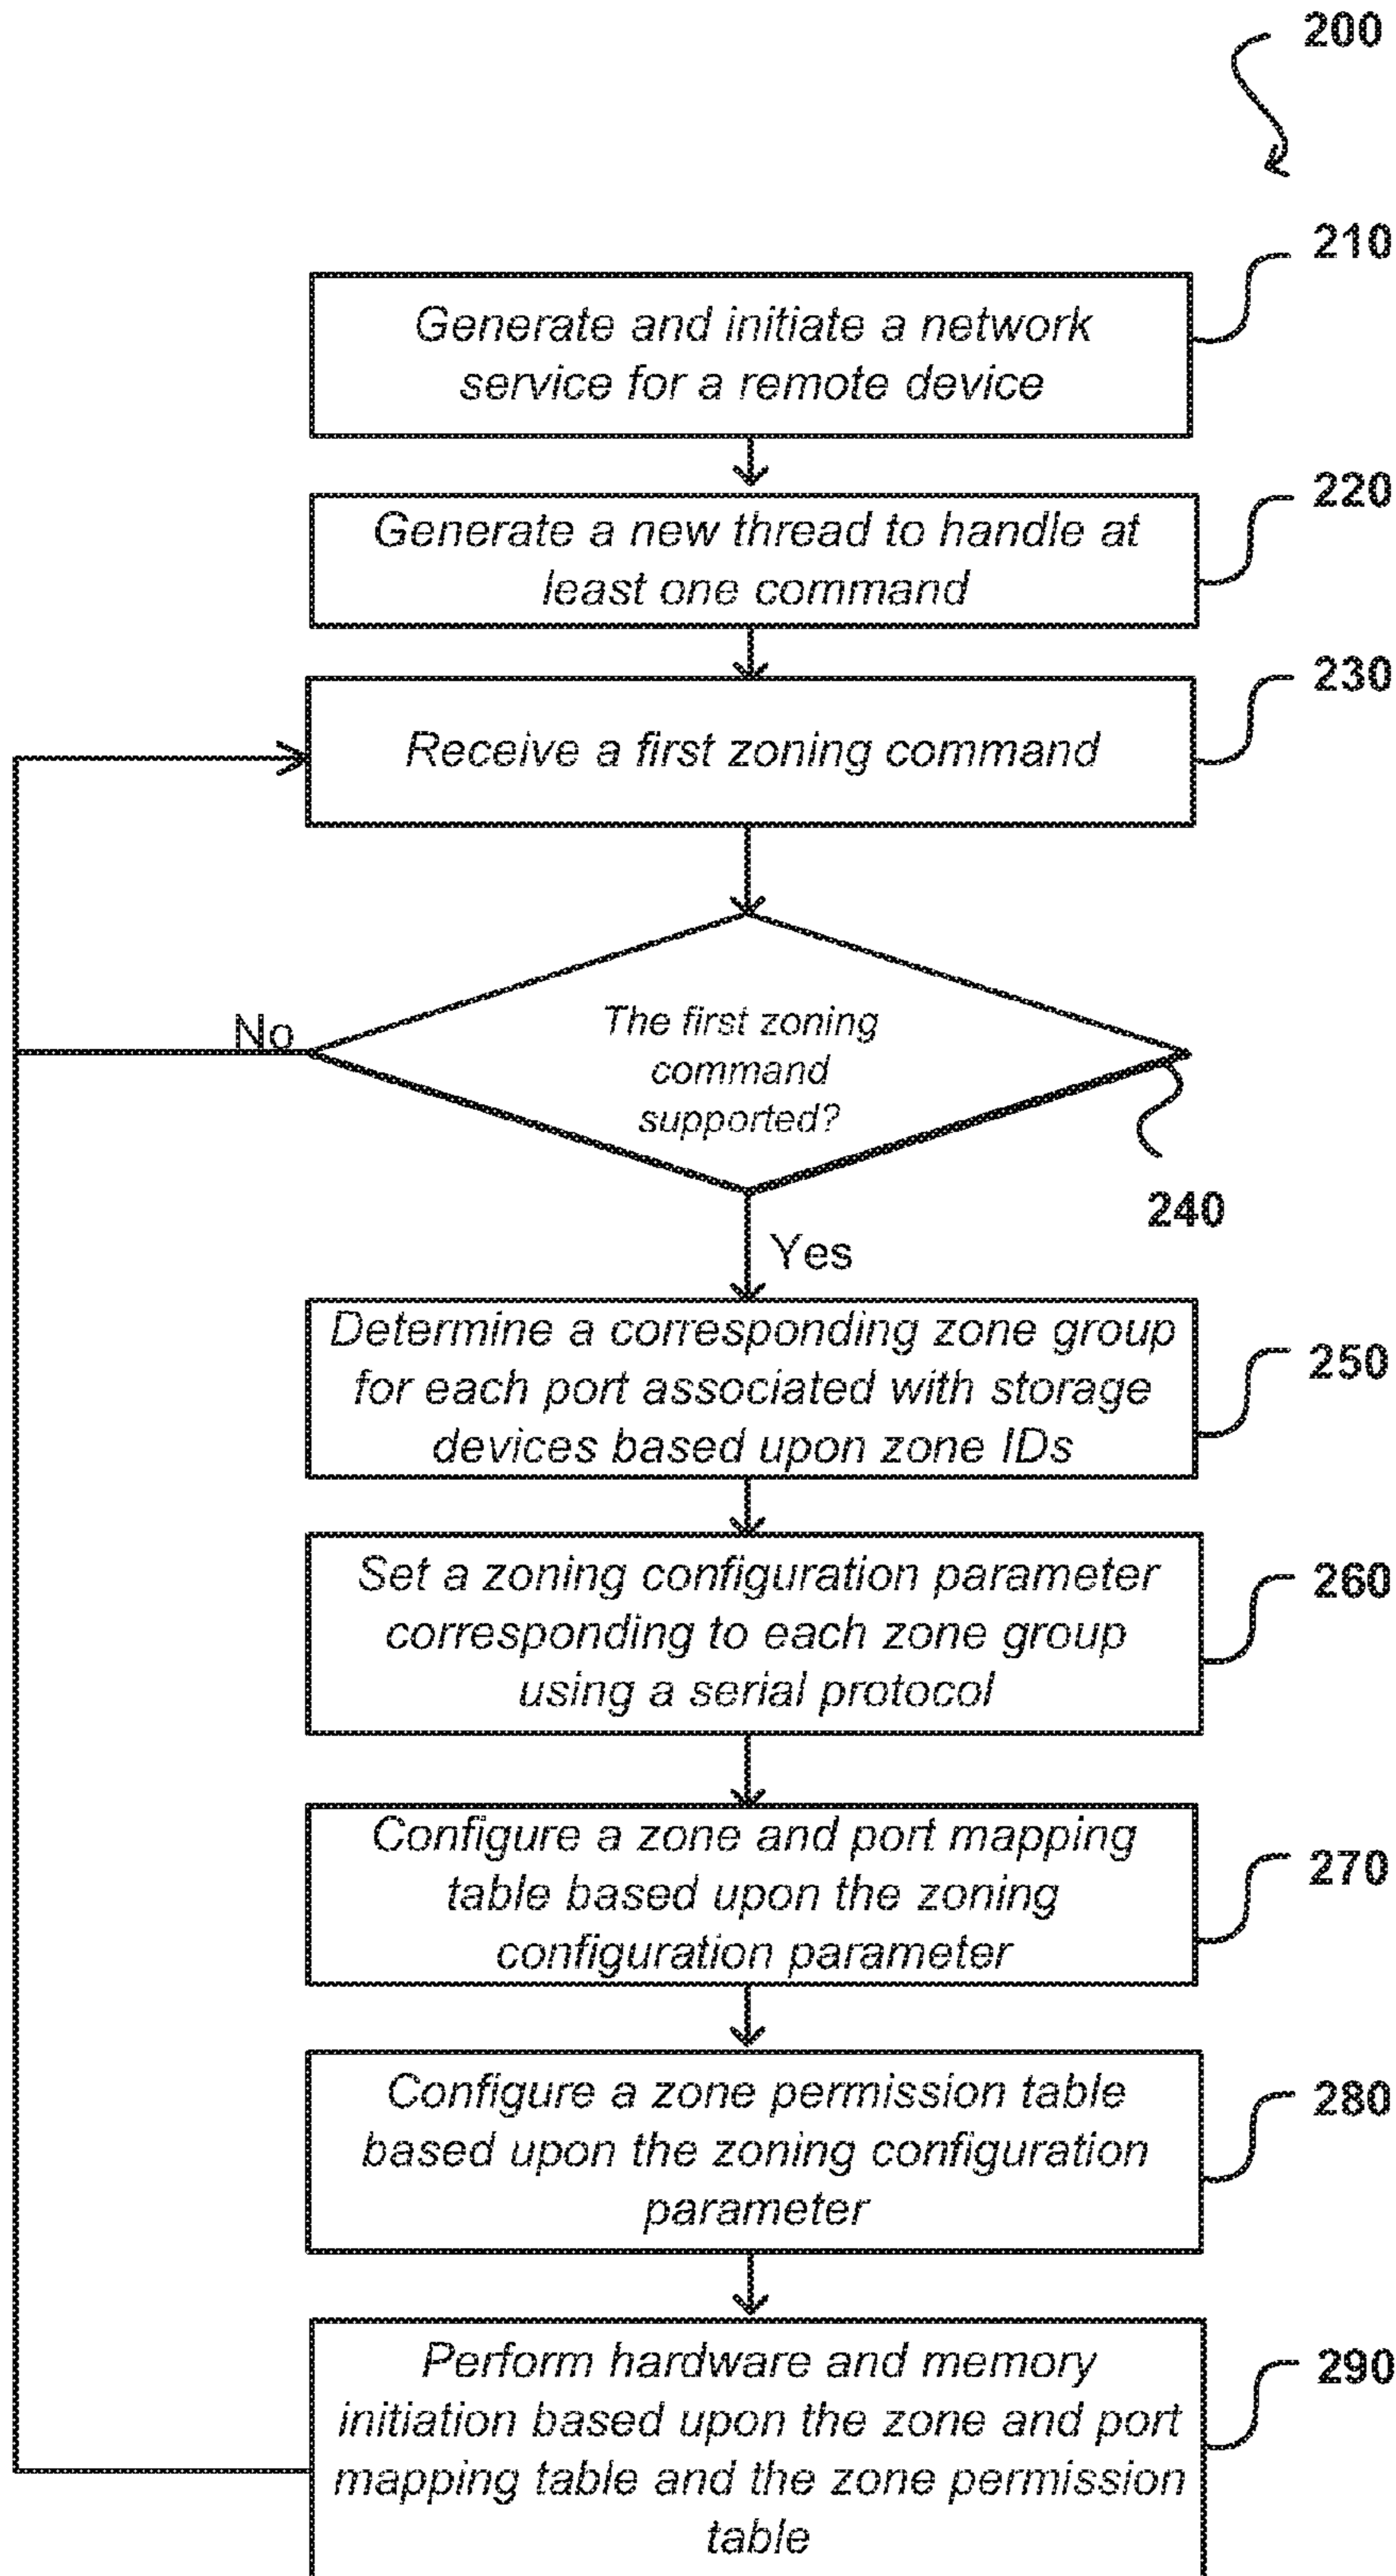 200
210
Generate and initiate a network
service for a remote device
220
Generate a new thread to handle at
least one command
230
Receive a first zoning command
No
The first zoning
command
supported?
240
Yes
Determine a corresponding zone group
for each port associated with storage
devices based upon zone IDs
250
Set a zoning configuration parameter
corresponding to each zone group
using a serial protocol
260
Configure a zone and port mapping
table based upon the zoning
configuration parameter
270
Configure a zone permission table
based upon the zoning configuration
parameter
280
Perform hardware and memory
initiation based upon the zone and port
mapping table and the zone permission
table
290